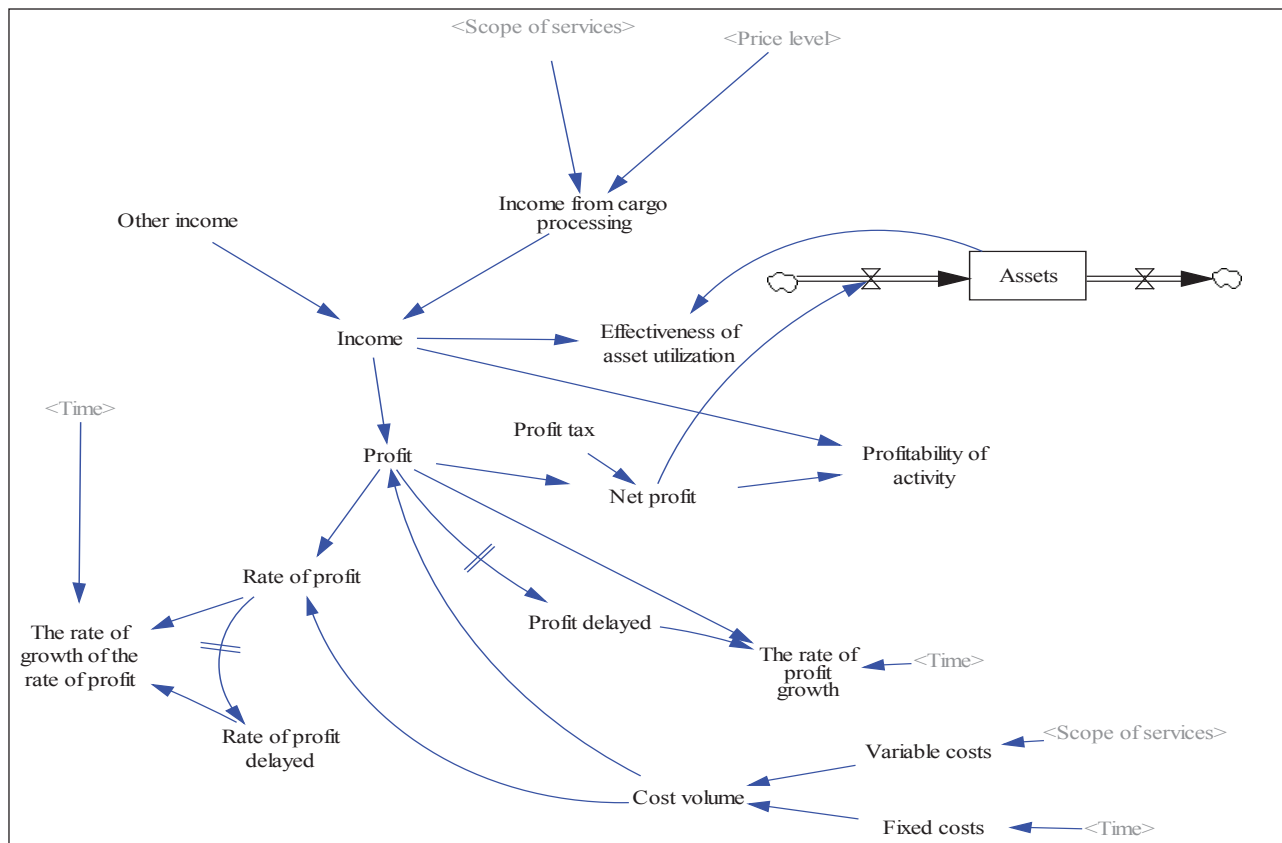 <Scope of services>
<Price level>
Income from cargo
processing
Other income
Assets
Income
Effectiveness of
asset utilization
<Time>
Profit tax
Profit
Profitability of
activity
Net profit
Rate of profit
Profit delayed
The rate of
growth of the
rate of profit
The rate of
profit
growth
<Time>
Rate of profit
delayed
<Scope of services>
Variable costs
Cost volume
Fixed costs
<Time>